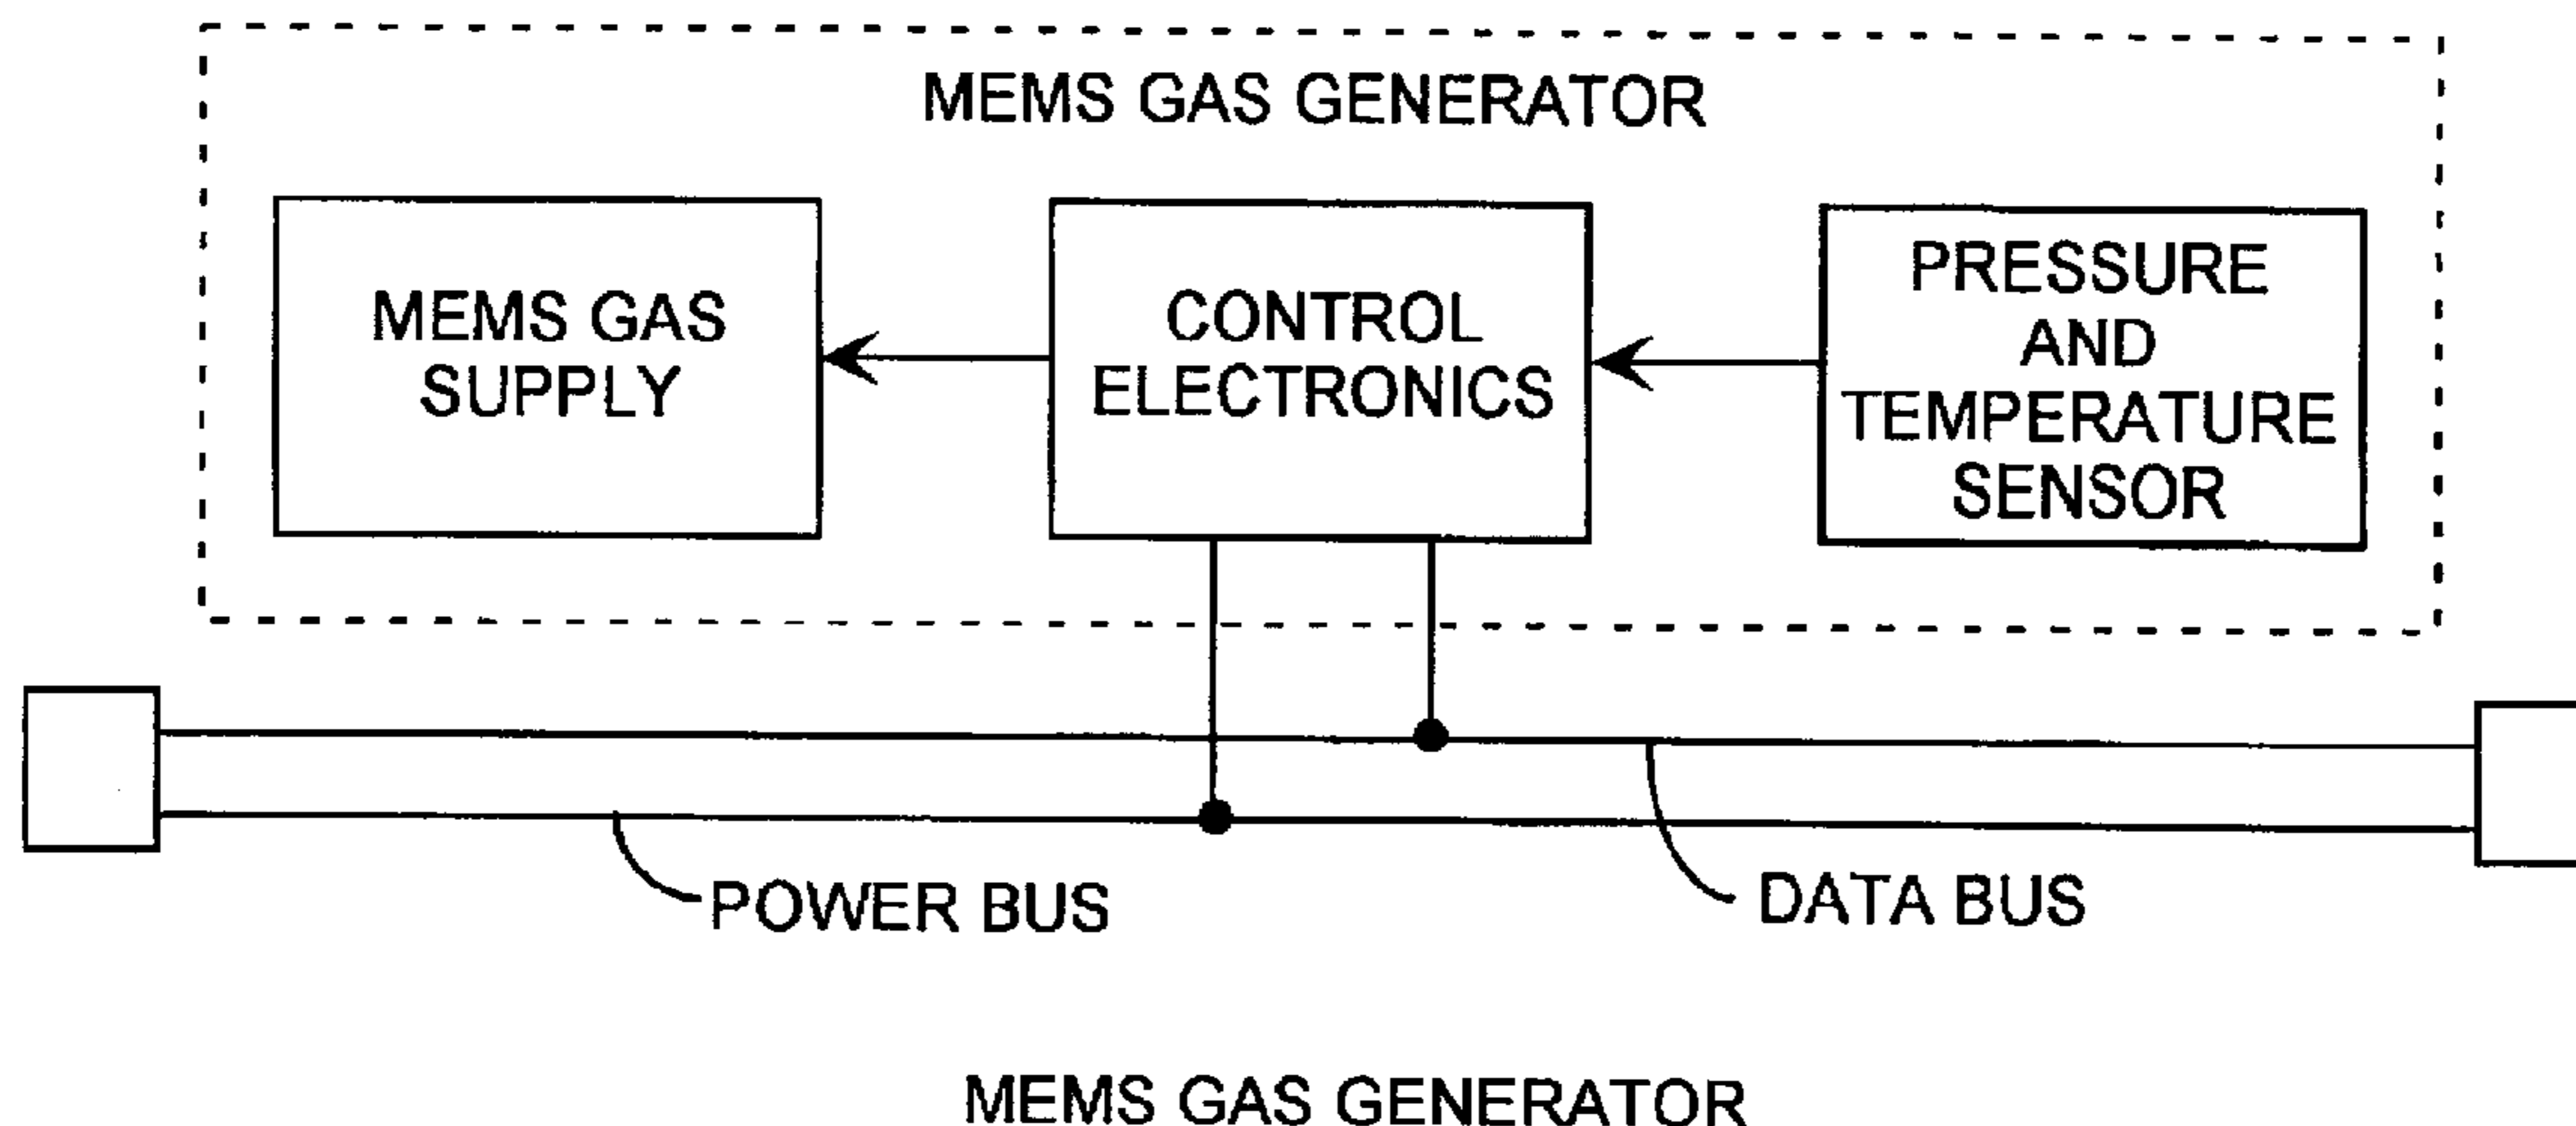 MEMS GAS GENERATOR
MEMS GAS
SUPPLY
CONTROL
ELECTRONICS
PRESSURE
AND
TEMPERATURE
SENSOR
POWER BUS
DATA BUS
MEMS GAS GENERATOR